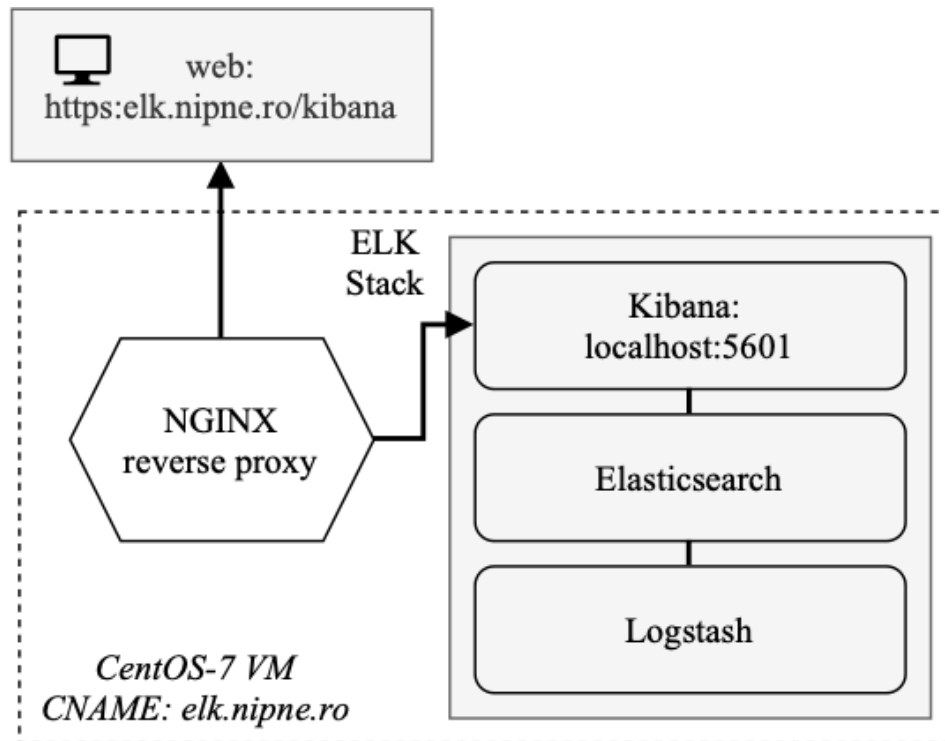 web:
https:elk.nipne.ro/kibana
ELK
Stack
Kibana:
localhost:5601
NGINX
reverse proxy
Elasticsearch
Logstash
CentOS-7 VM
CNAME: elk.nipne.ro